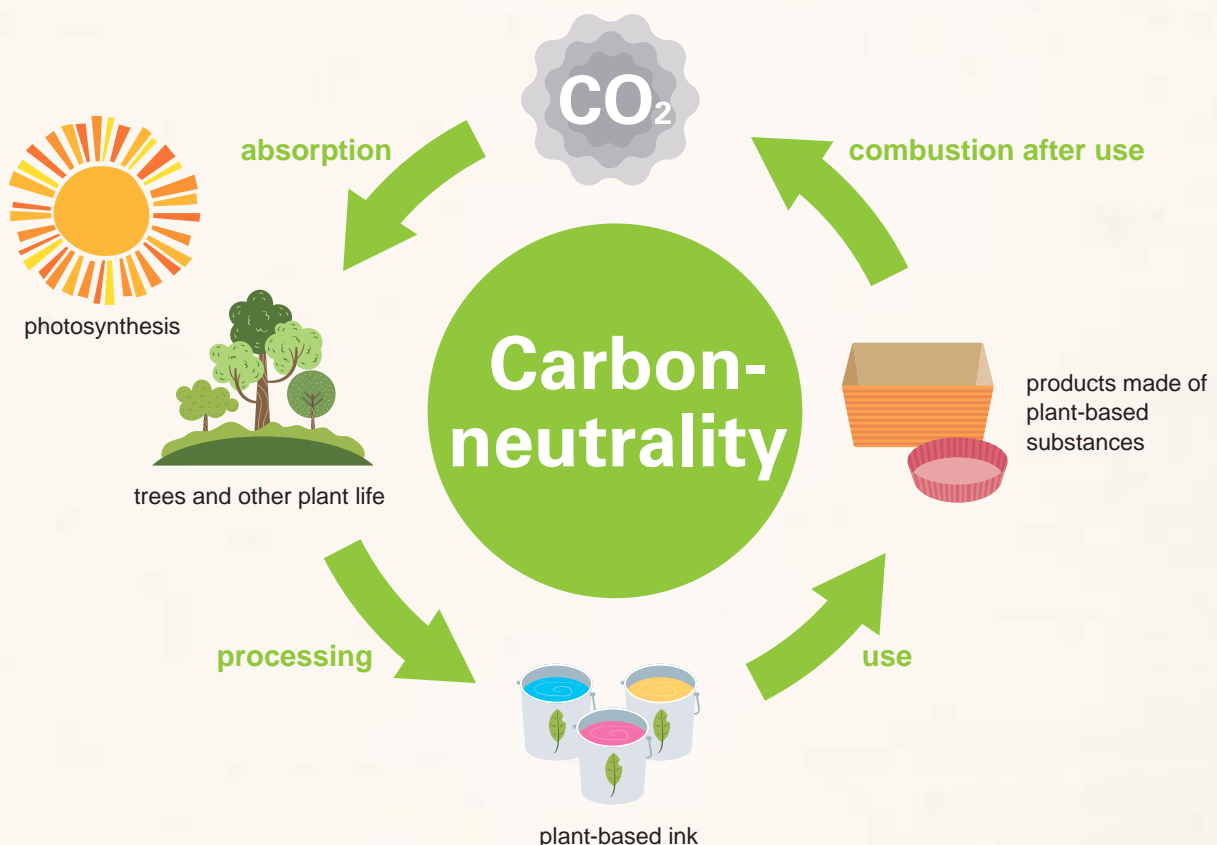 CO₂
absorption
combustion after use
photosynthesis
Carbon-
neutrality
products made of
plant-based
substances
trees and other plant life
processing
use
plant-based ink